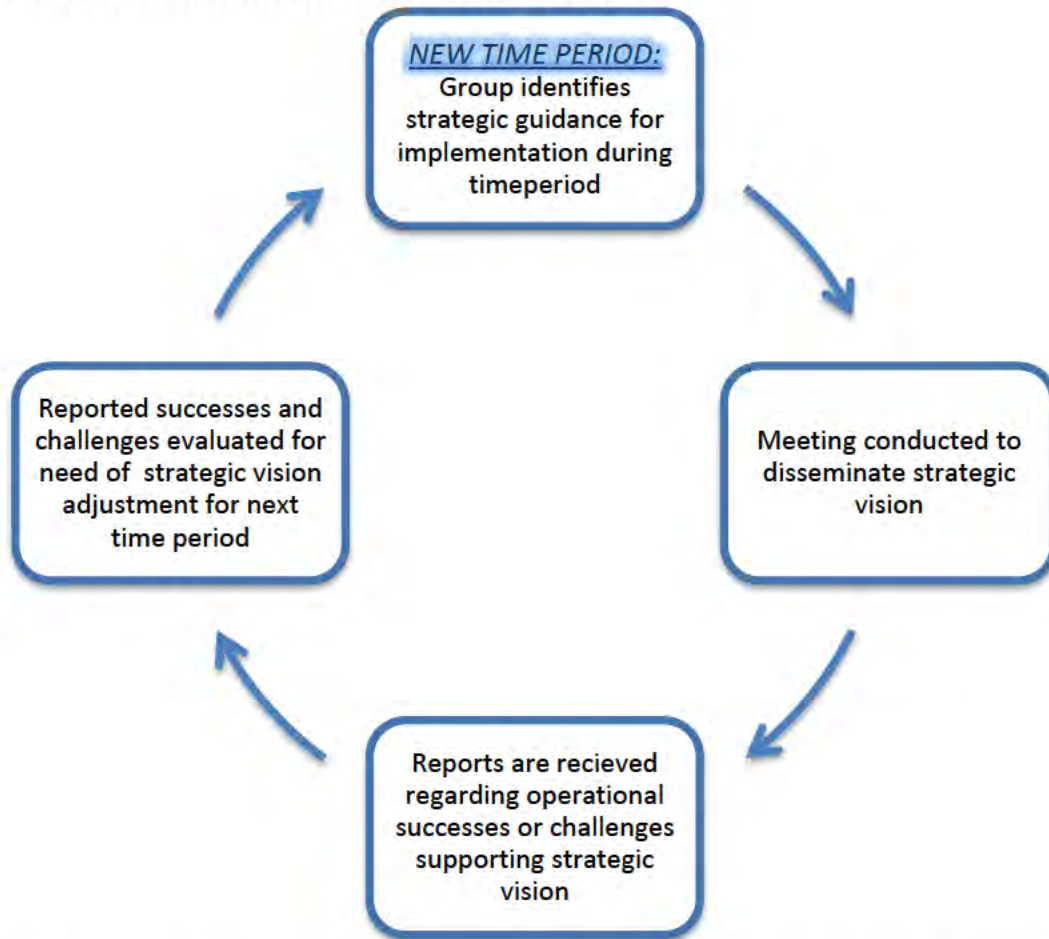 NEW TIME PERIOD:
Group identifies
strategic guidance for
implementation during
timeperiod
Meeting conducted to
disseminate strategic
vision
Reports are recieved
regarding operational
successes or challenges
supporting strategic
vision
Reported successes and
challenges evaluated for
need of strategic vision
adjustment for next
time period